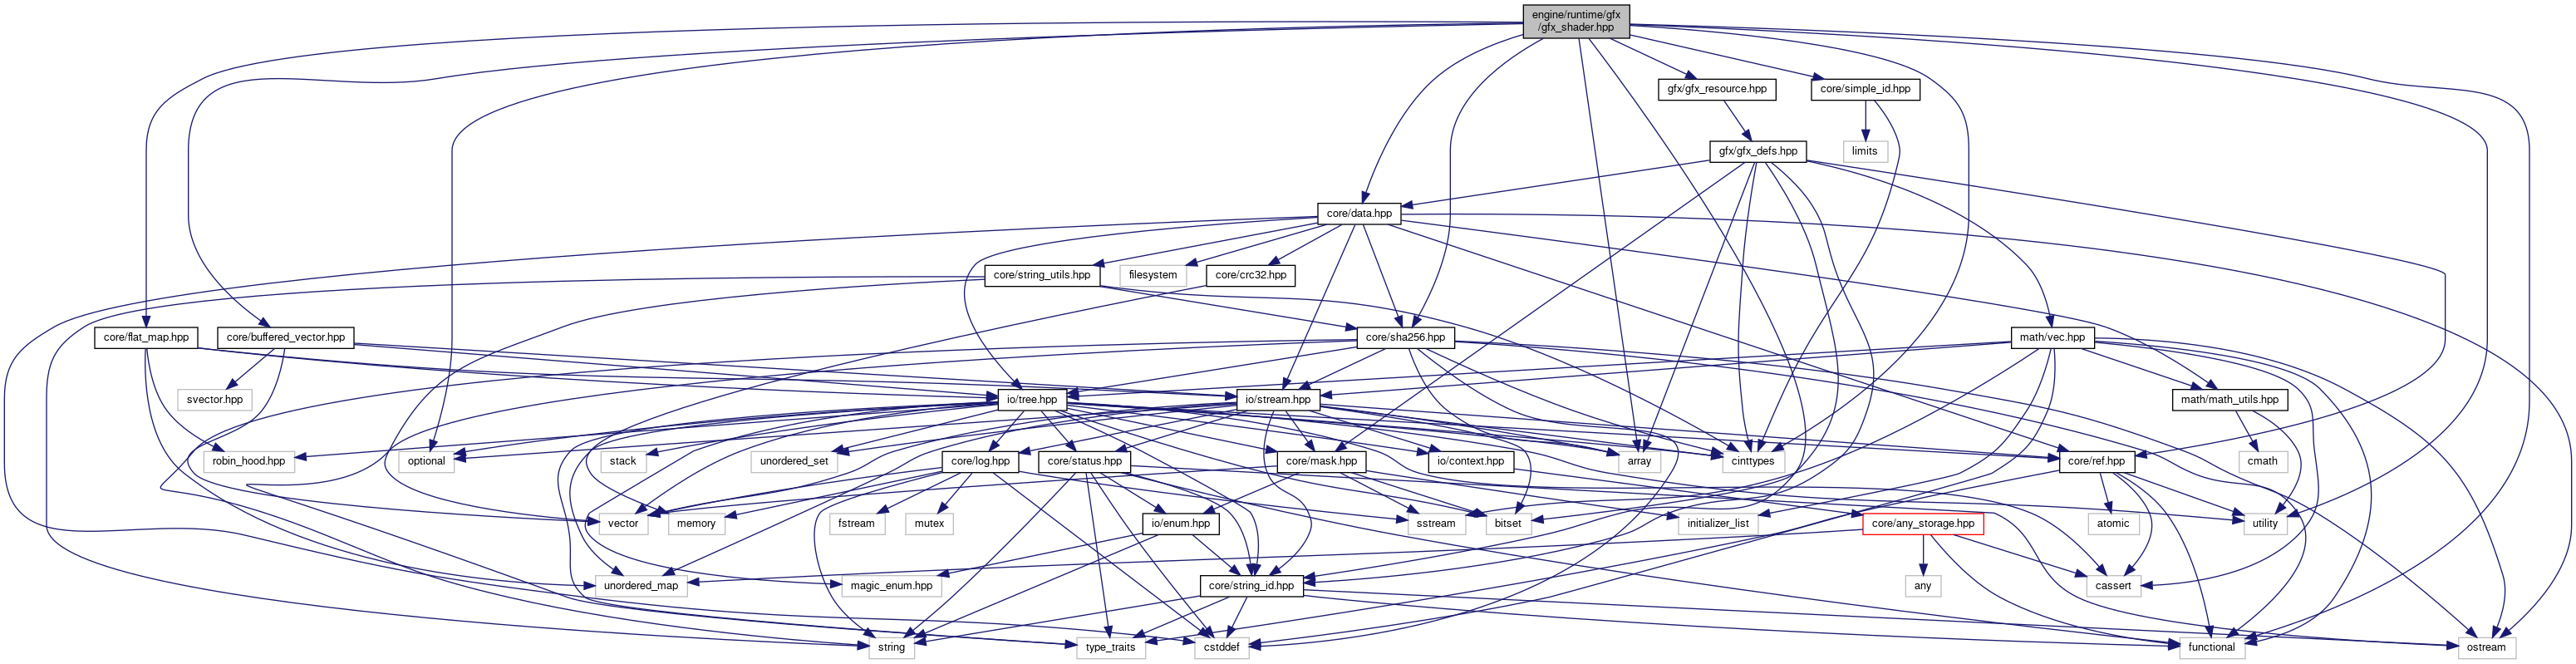 engine/runtime/gfx
/gfx_shader.hpp
gfx/gfx_resource.hpp
core/simple_id.hpp
limits
gfx/gfx_defs.hpp
core/data.hpp
core/string_utils.hpp
filesystem
core/crc32.hpp
core/flat_map.hpp
core/buffered_vector.hpp
core/sha256.hpp
math/vec.hpp
svector.hpp
io/tree.hpp
io/stream.hpp
math/math_utils.hpp
robin_hood.hpp
optional
stack
unordered_set
core/log.hpp
core/status.hpp
core/mask.hpp
io/context.hpp
array
cinttypes
core/ref.hpp
cmath
vector
memory
fstream
mutex
io/enum.hpp
sstream
bitset
initializer_list
core/any_storage.hpp
atomic
utility
unordered_map
magic_enum.hpp
core/string_id.hpp
any
cassert
string
type_traits
cstddef
functional
ostream